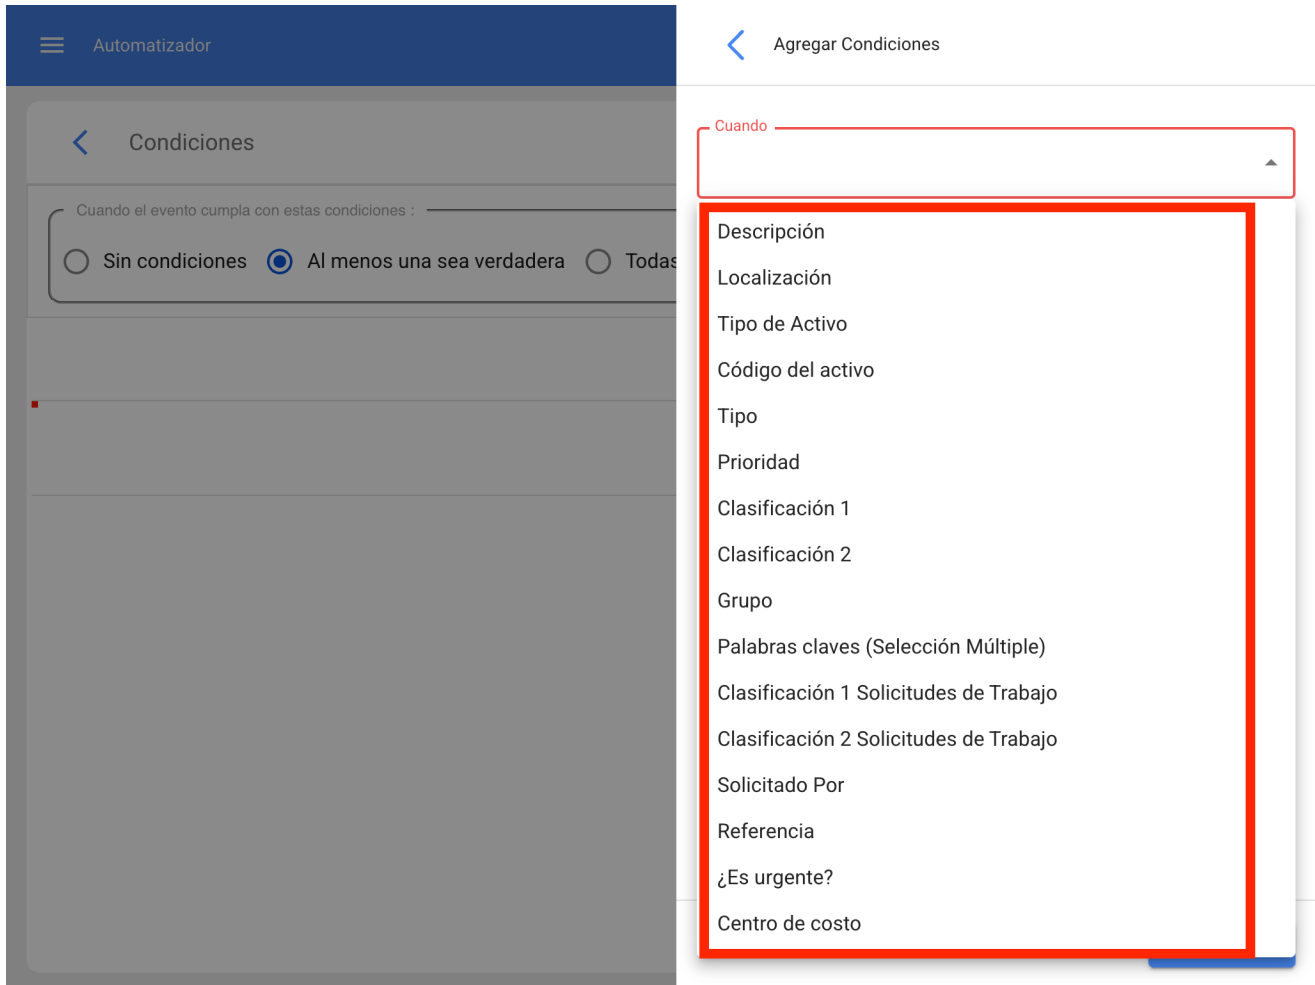 Automatizador
Condiciones
Cuando el evento cumpla con estas condiciones :
Sin condiciones
Al menos una sea verdadera
Todas
Agregar Condiciones
Cuando
Descripción
Localización
Tipo de Activo
Código del activo
Tipo
Prioridad
Clasificación 1
Clasificación 2
Grupo
Palabras claves (Selección Múltiple)
Clasificación 1 Solicitudes de Trabajo
Clasificación 2 Solicitudes de Trabajo
Solicitado Por
Referencia
¿Es urgente?
Centro de costo